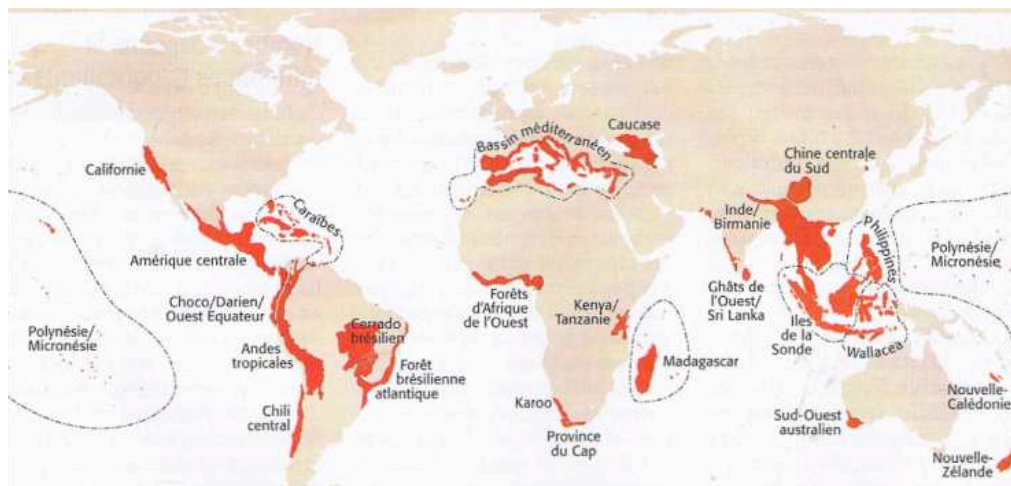 Californie
Caraïbes
Amérique centrale
Choco/Darien/
Ouest Equateur
Polynésie/
Micronésie
Andes
tropicales
Cerrado
brésilien
Forêt
brésilienne
atlantique
Chili
central
Bassin méditerranéen
Caucase
Forêts
d'Afrique
de l'Ouest
Kenya/
Tanzanie
Madagascar
Karoo
Province
du Cap
Chine centrale
du Sud
Inde/
Birmanie
Philippines
Polynésie/
Micronésie
Ghâts de
l'Ouest/
Sri Lanka
Iles
de la
Sonde
Wallacea
Sud-Ouest
australien
Nouvelle-
Calédonie
Nouvelle-
Zélande